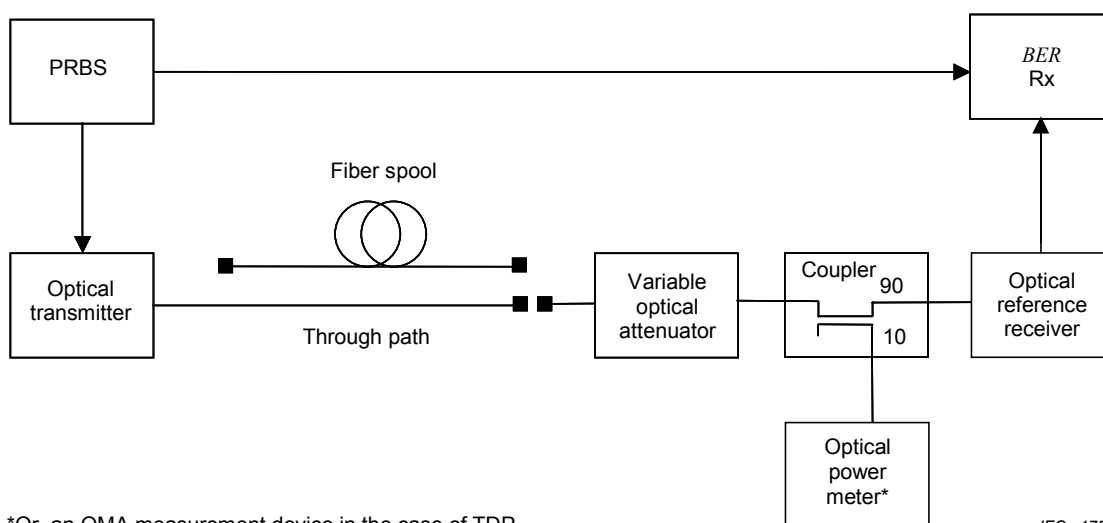 PRBS
BER
Rx
Fiber spool
Optical
transmitter
Through path
Variable
optical
attenuator
Coupler
90
10
Optical
reference
receiver
Optical
power
meter*
*Or, an OMA measurement device in the case of TDP